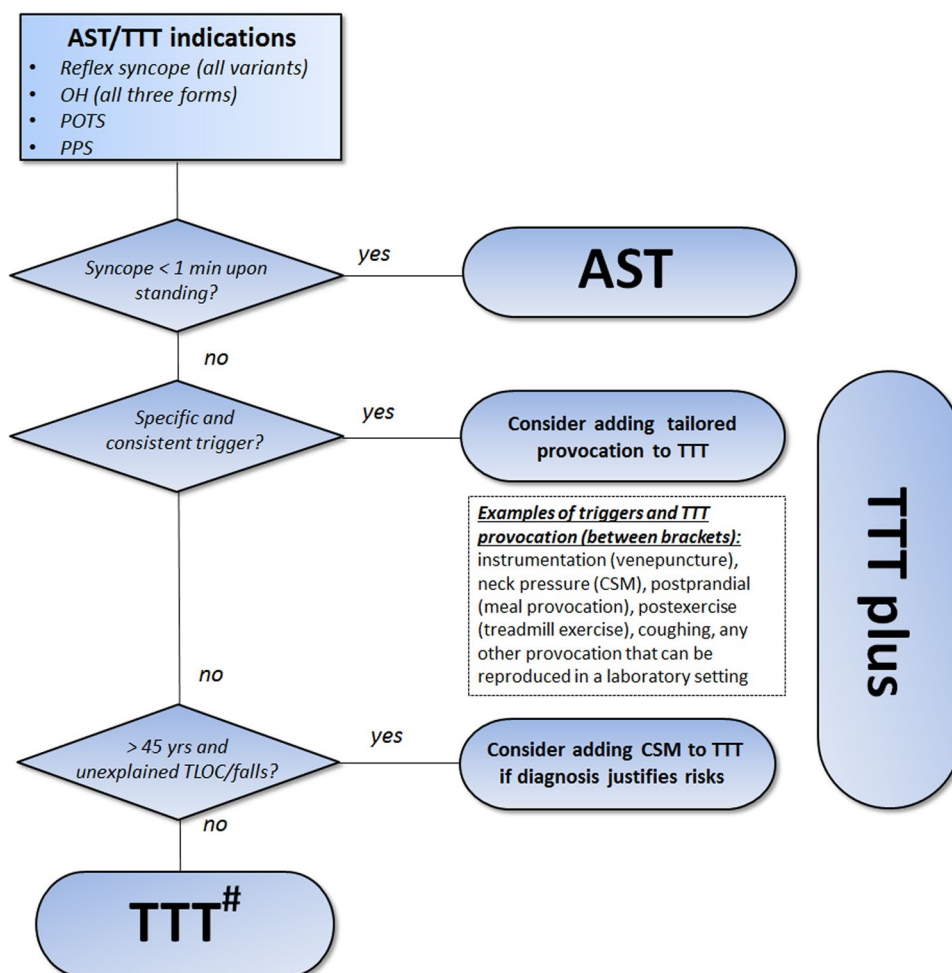 AST/TTT indications
• Reflex syncope (all variants)
• OH (all three forms)
• POTS
• PPS
Syncope < 1 min upon
standing?
yes
AST
no
Specific and
consistent trigger?
yes
Consider adding tailored
provocation to TTT
Examples of triggers and TTT
provocation (between brackets):
instrumentation (venepuncture),
neck pressure (CSM), postprandial
(meal provocation), postexercise
(treadmill exercise), coughing, any
other provocation that can be
reproduced in a laboratory setting
TTT plus
no
> 45 yrs and
unexplained TLOC/falls?
yes
Consider adding CSM to TTT
if diagnosis justifies risks
no
TTT#